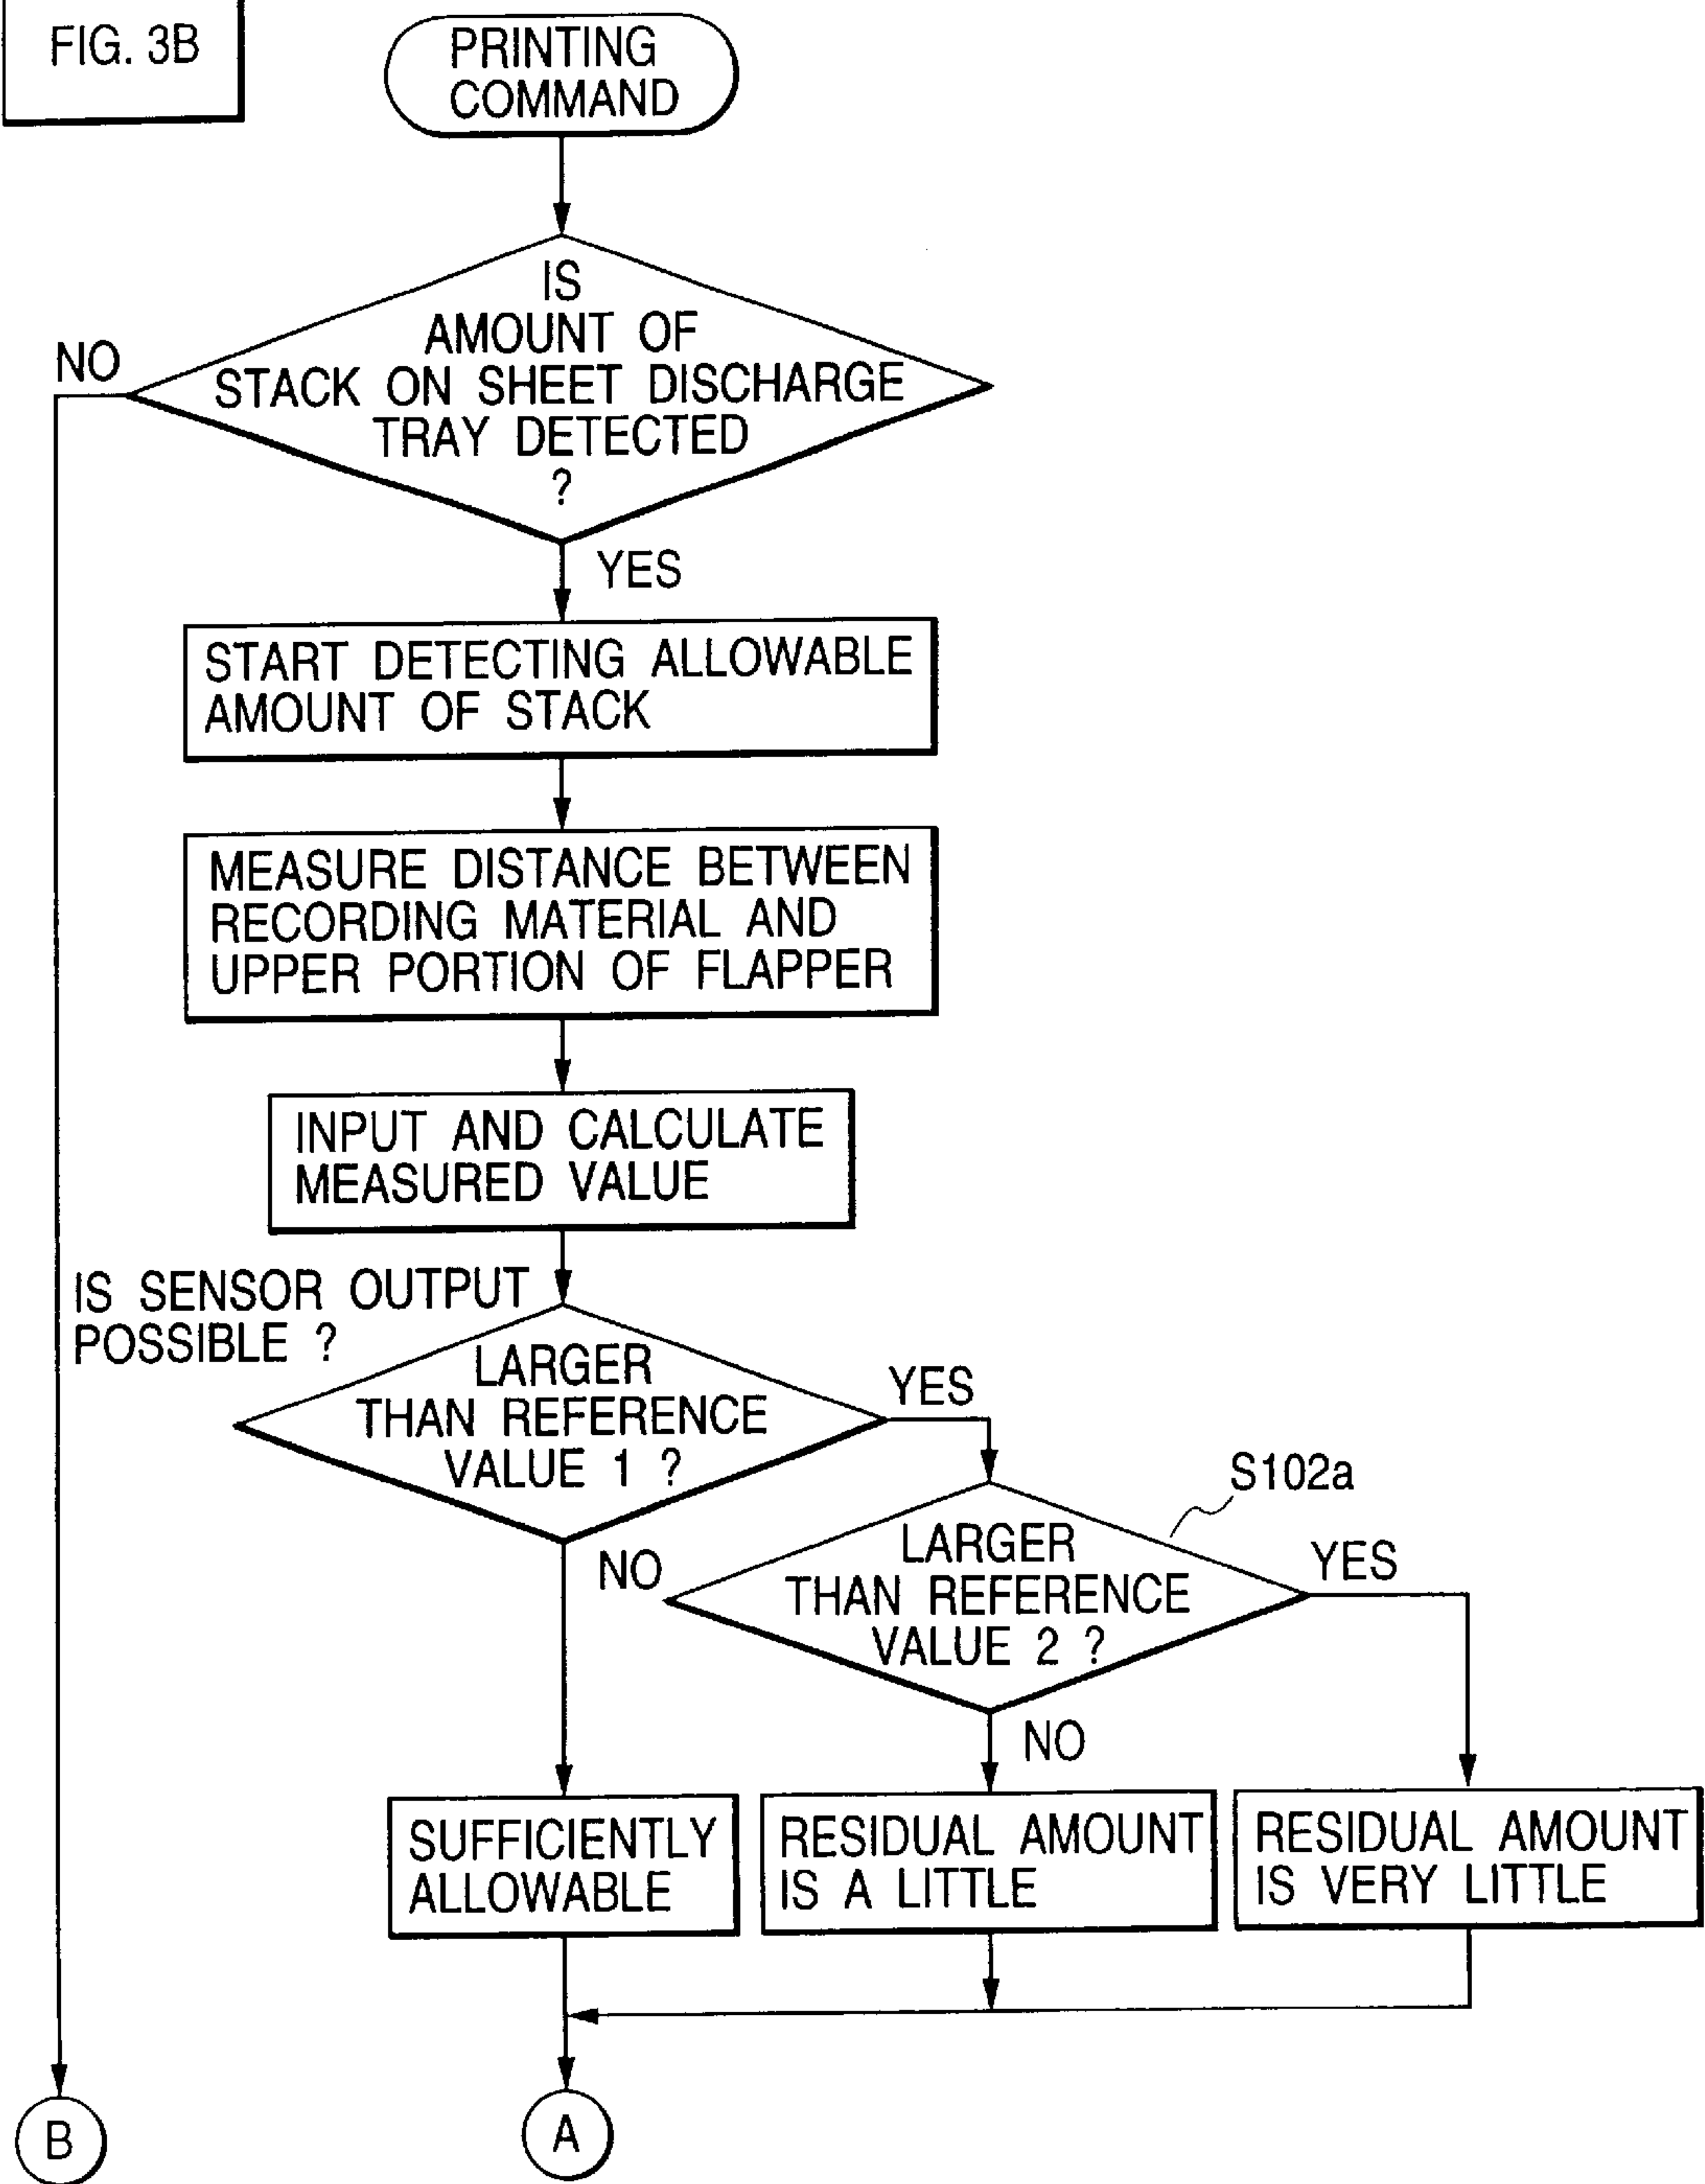 FIG. 3B
PRINTING
COMMAND
IS
AMOUNT OF
STACK ON SHEET DISCHARGE
TRAY DETECTED
?
NO
YES
START DETECTING ALLOWABLE
AMOUNT OF STACK
MEASURE DISTANCE BETWEEN
RECORDING MATERIAL AND
UPPER PORTION OF FLAPPER
INPUT AND CALCULATE
MEASURED VALUE
IS SENSOR OUTPUT
POSSIBLE ?
LARGER
THAN REFERENCE
VALUE 1 ?
YES
NO
S102a
LARGER
THAN REFERENCE
VALUE 2 ?
YES
NO
SUFFICIENTLY
ALLOWABLE
RESIDUAL AMOUNT
IS A LITTLE
RESIDUAL AMOUNT
IS VERY LITTLE
B
A